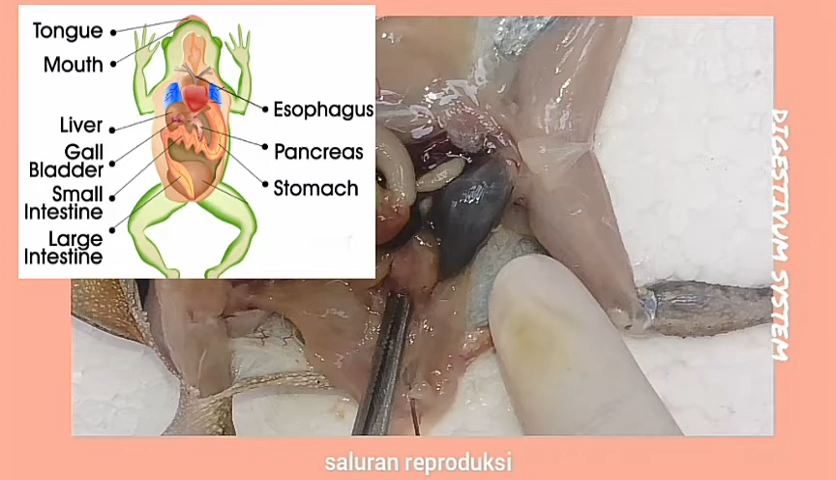 Tongue
Mouth
Esophagus
Liver
Gall
Bladder
Pancreas
Small
Intestine
Stomach
Large
Intestine
DIGESTIVUM SYSTEM
saluran reproduksi